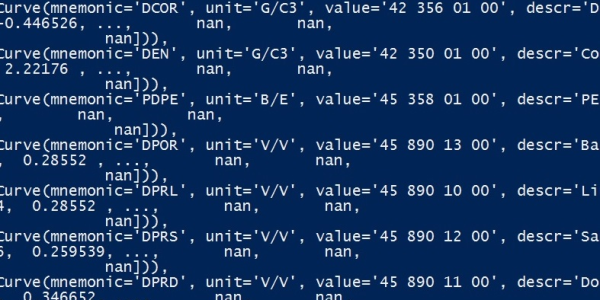 Curve(mnemonic='DCOR', unit='G/C3', value='42 356 01 00', descr='D
-0.446526, ..., nan, nan,
nan])),
Curve(mnemonic='DEN', unit='G/C3', value='42 350 01 00', descr='Co
2.22176 , ..., nan, nan,
nan])),
Curve(mnemonic='PDPE', unit='B/E', value='45 358 01 00', descr='PE
, nan, nan,
nan])),
Curve(mnemonic='DPOR', unit='V/V', value='45 890 13 00', descr='Ba
, 0.28552 , ..., nan, nan,
nan])),
Curve(mnemonic='DPRL', unit='V/V', value='45 890 10 00', descr='Li
4, 0.28552 , ..., nan, nan,
nan])),
Curve(mnemonic='DPRS', unit='V/V', value='45 890 12 00', descr='Sa
6, 0.259539, ..., nan, nan,
nan])),
Curve(mnemonic='DPRD', unit='V/V', value='45 890 11 00', descr='Do
0.346652 nan nan